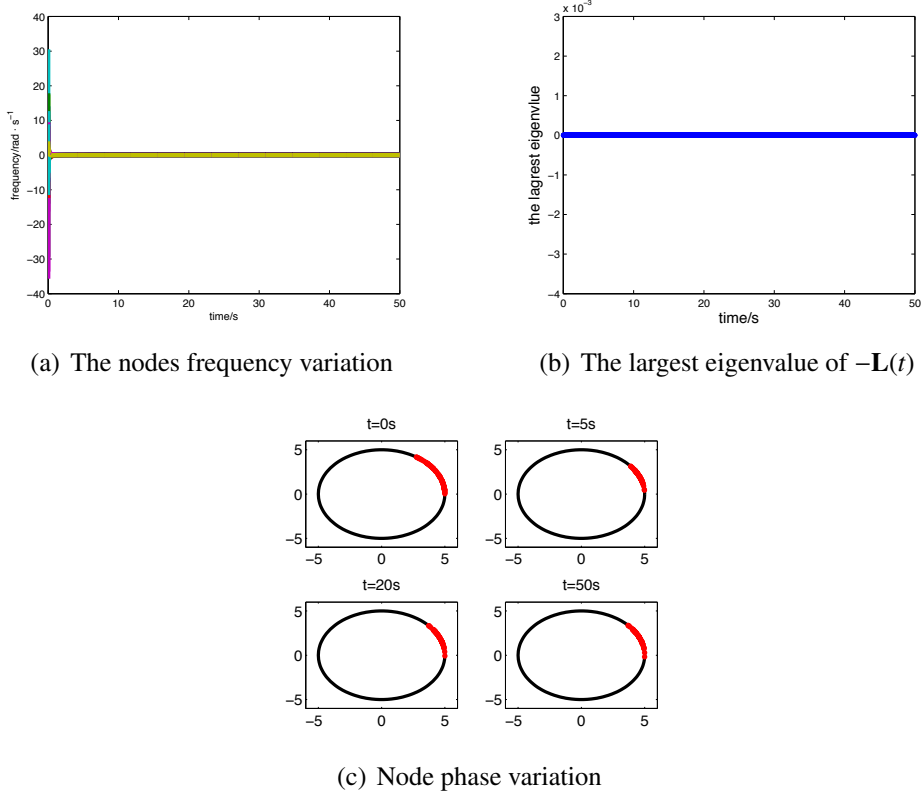 40
30
20
10
0
−10
−20
−30
−40
frequency/rad · s⁻¹
0 10 20 30 40 50
time/s
x 10⁻³
3
2
1
0
−1
−2
−3
−4
the lagrest eigenvlue
0 10 20 30 40 50
time/s
(a) The nodes frequency variation
(b) The largest eigenvalue of −L(t)
t=0s
5
0
−5
−5 0 5
t=5s
5
0
−5
−5 0 5
t=20s
5
0
−5
−5 0 5
t=50s
5
0
−5
−5 0 5
(c) Node phase variation